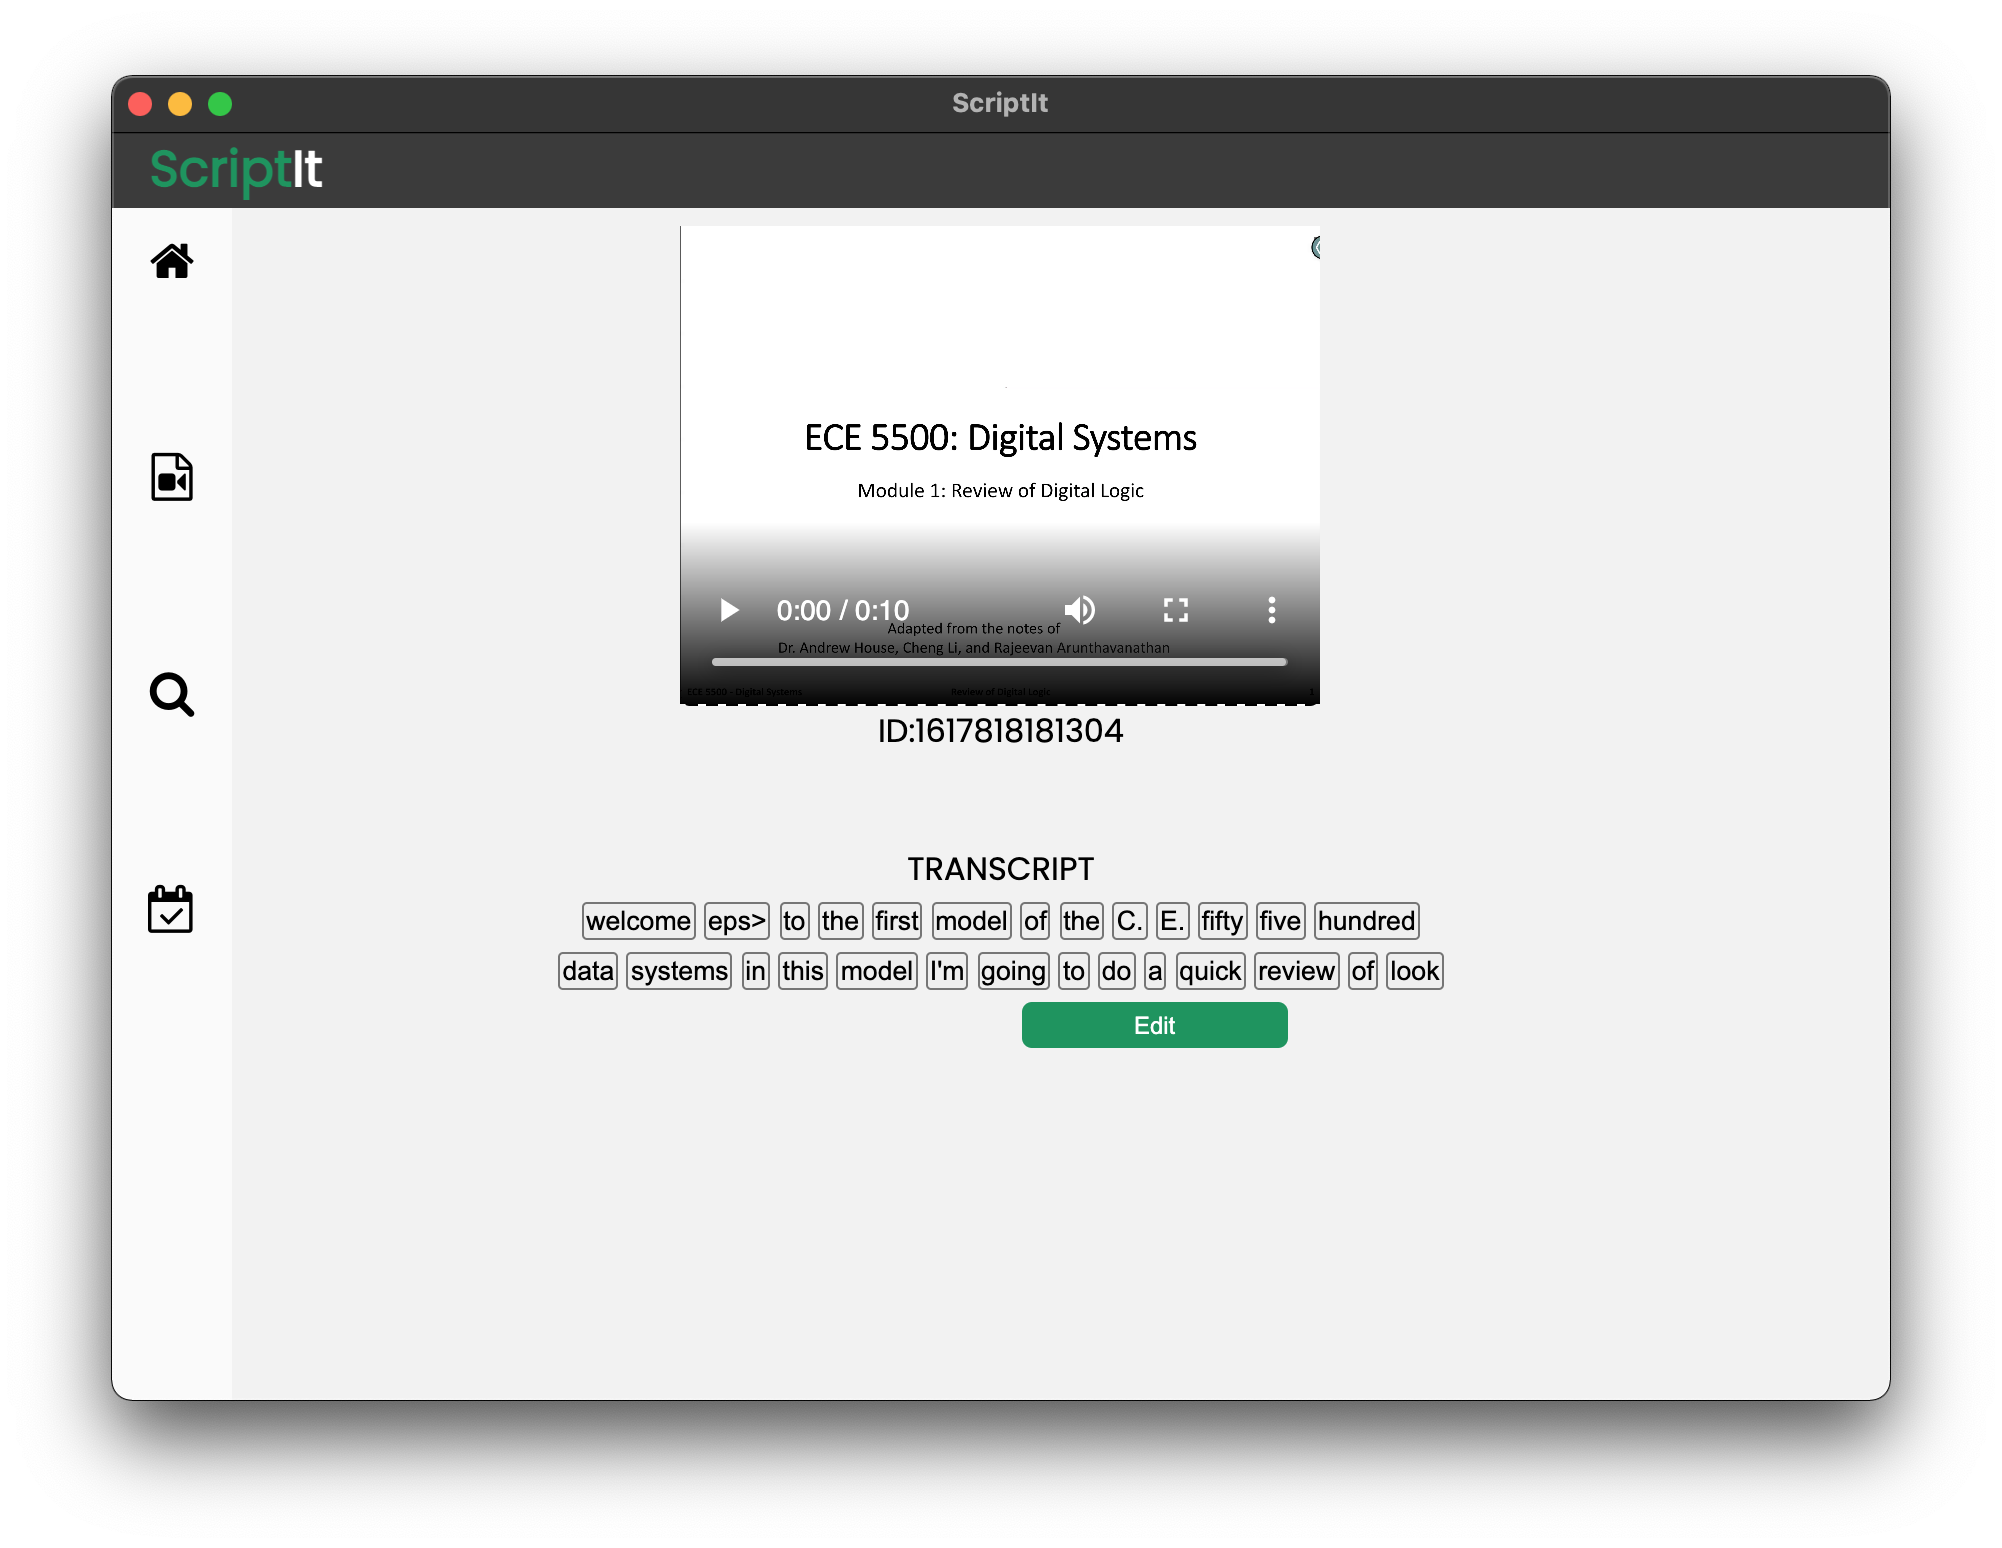 ScriptIt
ScriptIt
ECE 5500: Digital Systems
Module 1: Review of Digital Logic
0:00 / 0:10
Adapted from the notes of
Dr. Andrew House, Cheng Li, and Rajeevan Arunthavanathan
ECE 5500 - Digital Systems Review of Digital Logic 1
ID:1617818181304
TRANSCRIPT
welcome eps> to the first model of the C. E. fifty five hundred
data systems in this model I'm going to do a quick review of look
Edit